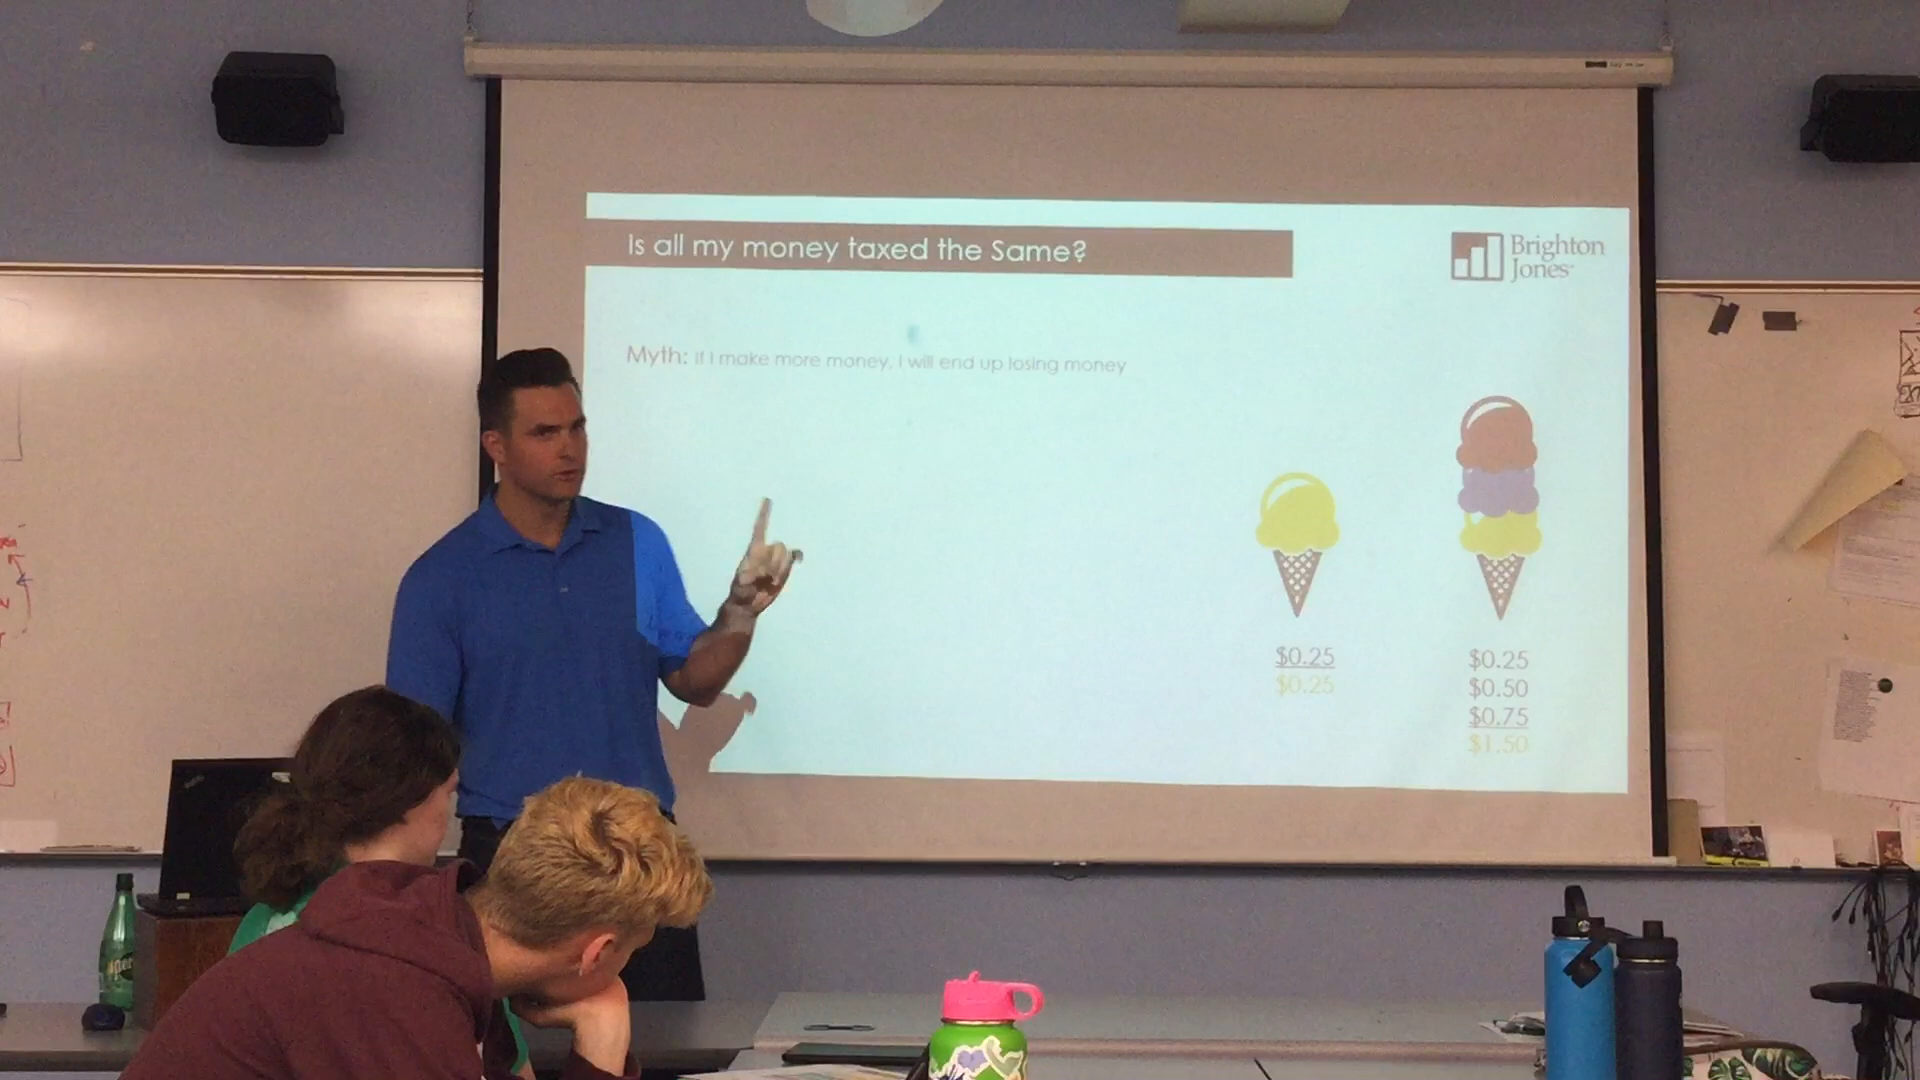 Is all my money taxed the Same?
Brighton
Jones
Myth: If I make more money, I will end up losing money
$0.25
$0.25
$0.25
$0.50
$0.75
$1.50